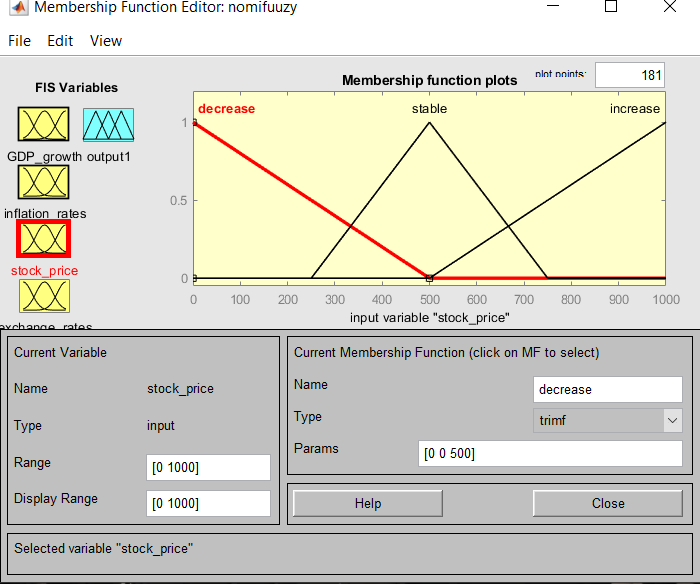 Membership Function Editor: nomifuuzy
File Edit View
FIS Variables
GDP_growth output1
inflation_rates
stock_price
exchange_rates
Membership function plots
plot points: 181
decrease stable increase
1
0.5
0
0 100 200 300 400 500 600 700 800 900 1000
input variable "stock_price"
Current Variable
Name stock_price
Type input
Range [0 1000]
Display Range [0 1000]
Current Membership Function (click on MF to select)
Name decrease
Type trimf
Params [0 0 500]
Help Close
Selected variable "stock_price"